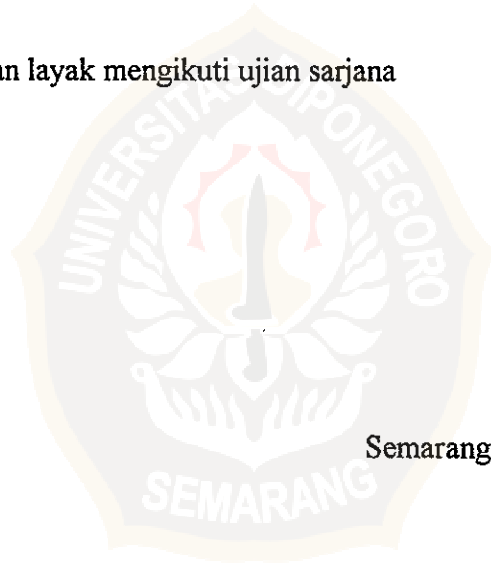 an layak mengikuti ujian sarjana
UNIVERSITAS DIPONEGORO
Semarang
SEMARANG